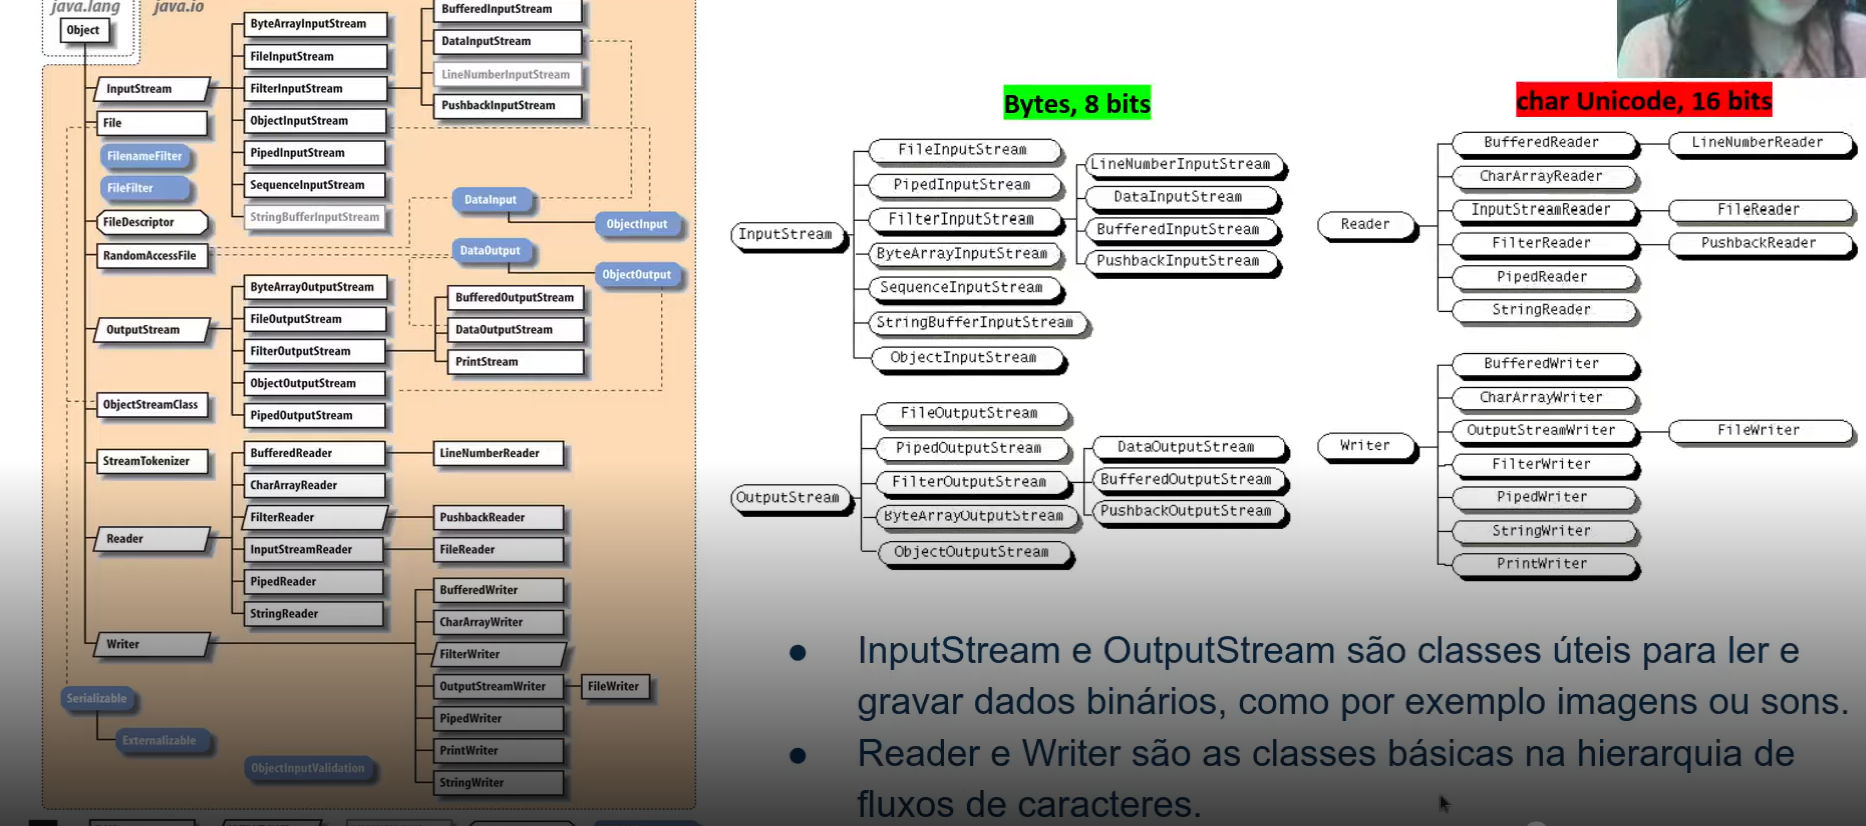 java.lang
java.io
Object
InputStream
File
FilenameFilter
FileFilter
FileDescriptor
RandomAccessFile
OutputStream
ObjectStreamClass
StreamTokenizer
Reader
Writer
Serializable
Externalizable
ByteArrayInputStream
FileInputStream
FilterInputStream
ObjectInputStream
PipedInputStream
SequenceInputStream
StringBufferInputStream
BufferedInputStream
DataInputStream
LineNumberInputStream
PushbackInputStream
DataInput
ObjectInput
DataOutput
ObjectOutput
ByteArrayOutputStream
FileOutputStream
FilterOutputStream
ObjectOutputStream
PipedOutputStream
BufferedOutputStream
DataOutputStream
PrintStream
BufferedReader
CharArrayReader
FilterReader
InputStreamReader
PipedReader
StringReader
LineNumberReader
PushbackReader
FileReader
BufferedWriter
CharArrayWriter
FilterWriter
OutputStreamWriter
FileWriter
PipedWriter
PrintWriter
StringWriter
ObjectInputValidation
Bytes, 8 bits
InputStream
FileInputStream
PipedInputStream
FilterInputStream
ByteArrayInputStream
SequenceInputStream
StringBufferInputStream
ObjectInputStream
LineNumberInputStream
DataInputStream
BufferedInputStream
PushbackInputStream
OutputStream
FileOutputStream
PipedOutputStream
FilterOutputStream
ByteArrayOutputStream
ObjectOutputStream
DataOutputStream
BufferedOutputStream
PushbackOutputStream
char Unicode, 16 bits
Reader
BufferedReader
CharArrayReader
InputStreamReader
FilterReader
PipedReader
StringReader
LineNumberReader
FileReader
PushbackReader
Writer
BufferedWriter
CharArrayWriter
OutputStreamWriter
FilterWriter
PipedWriter
StringWriter
PrintWriter
FileWriter
● InputStream e OutputStream são classes úteis para ler e
gravar dados binários, como por exemplo imagens ou sons.
● Reader e Writer são as classes básicas na hierarquia de
fluxos de caracteres.